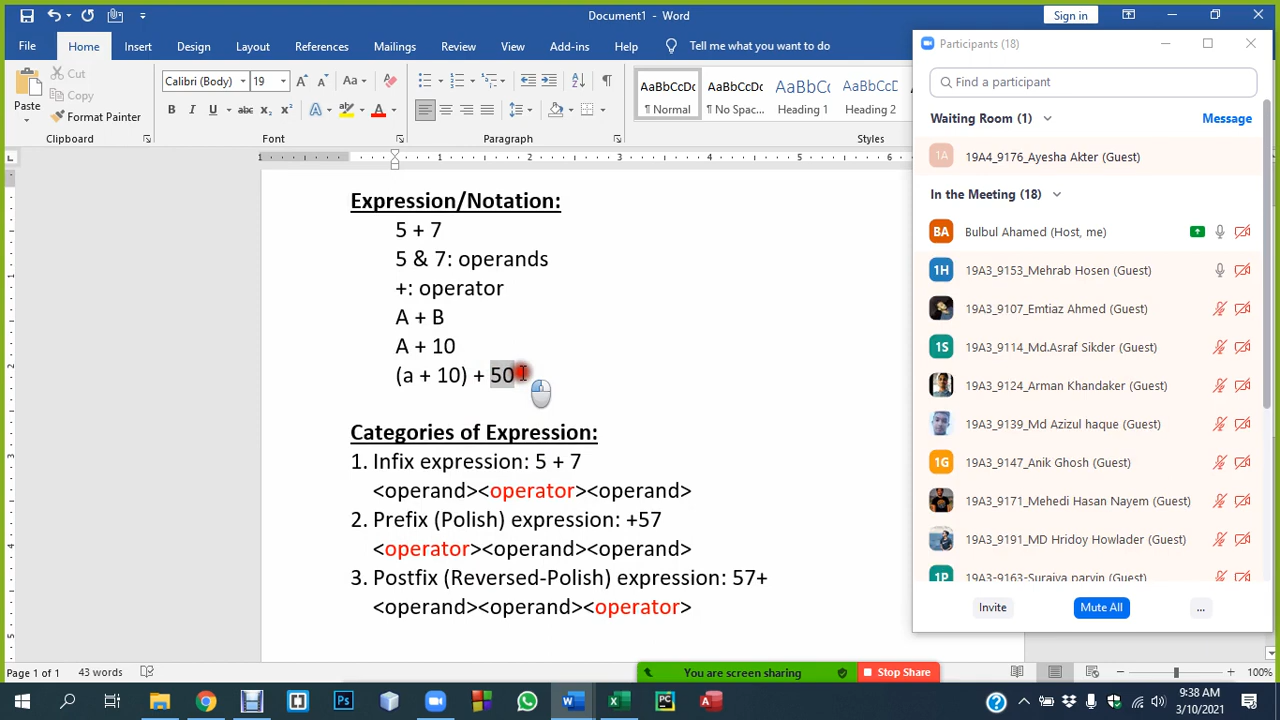 Document1 - Word
Sign in
File
Home
Insert
Design
Layout
References
Mailings
Review
View
Add-ins
Help
Tell me what you want to do
Paste
Cut
Copy
Format Painter
Clipboard
Calibri (Body)
19
Font
Paragraph
AaBbCcDc
¶ Normal
AaBbCcDc
¶ No Spac...
AaBbCc
Heading 1
AaBbCcD
Heading 2
Styles
Expression/Notation:
5 + 7
5 & 7: operands
+: operator
A + B
A + 10
(a + 10) + 50
Categories of Expression:
1. Infix expression: 5 + 7
<operand><operator><operand>
2. Prefix (Polish) expression: +57
<operator><operand><operand>
3. Postfix (Reversed-Polish) expression: 57+
<operand><operand><operator>
Participants (18)
Find a participant
Waiting Room (1)
Message
1A 19A4_9176_Ayesha Akter (Guest)
In the Meeting (18)
BA Bulbul Ahamed (Host, me)
1H 19A3_9153_Mehrab Hosen (Guest)
19A3_9107_Emtiaz Ahmed (Guest)
1S 19A3_9114_Md.Asraf Sikder (Guest)
19A3_9124_Arman Khandaker (Guest)
19A3_9139_Md Azizul haque (Guest)
1G 19A3_9147_Anik Ghosh (Guest)
19A3_9171_Mehedi Hasan Nayem (Guest)
19A3_9191_MD Hridoy Howlader (Guest)
1P 19A3-9163-Suraiya parvin (Guest)
Invite
Mute All
...
Page 1 of 1
43 words
You are screen sharing
Stop Share
100%
9:38 AM
3/10/2021